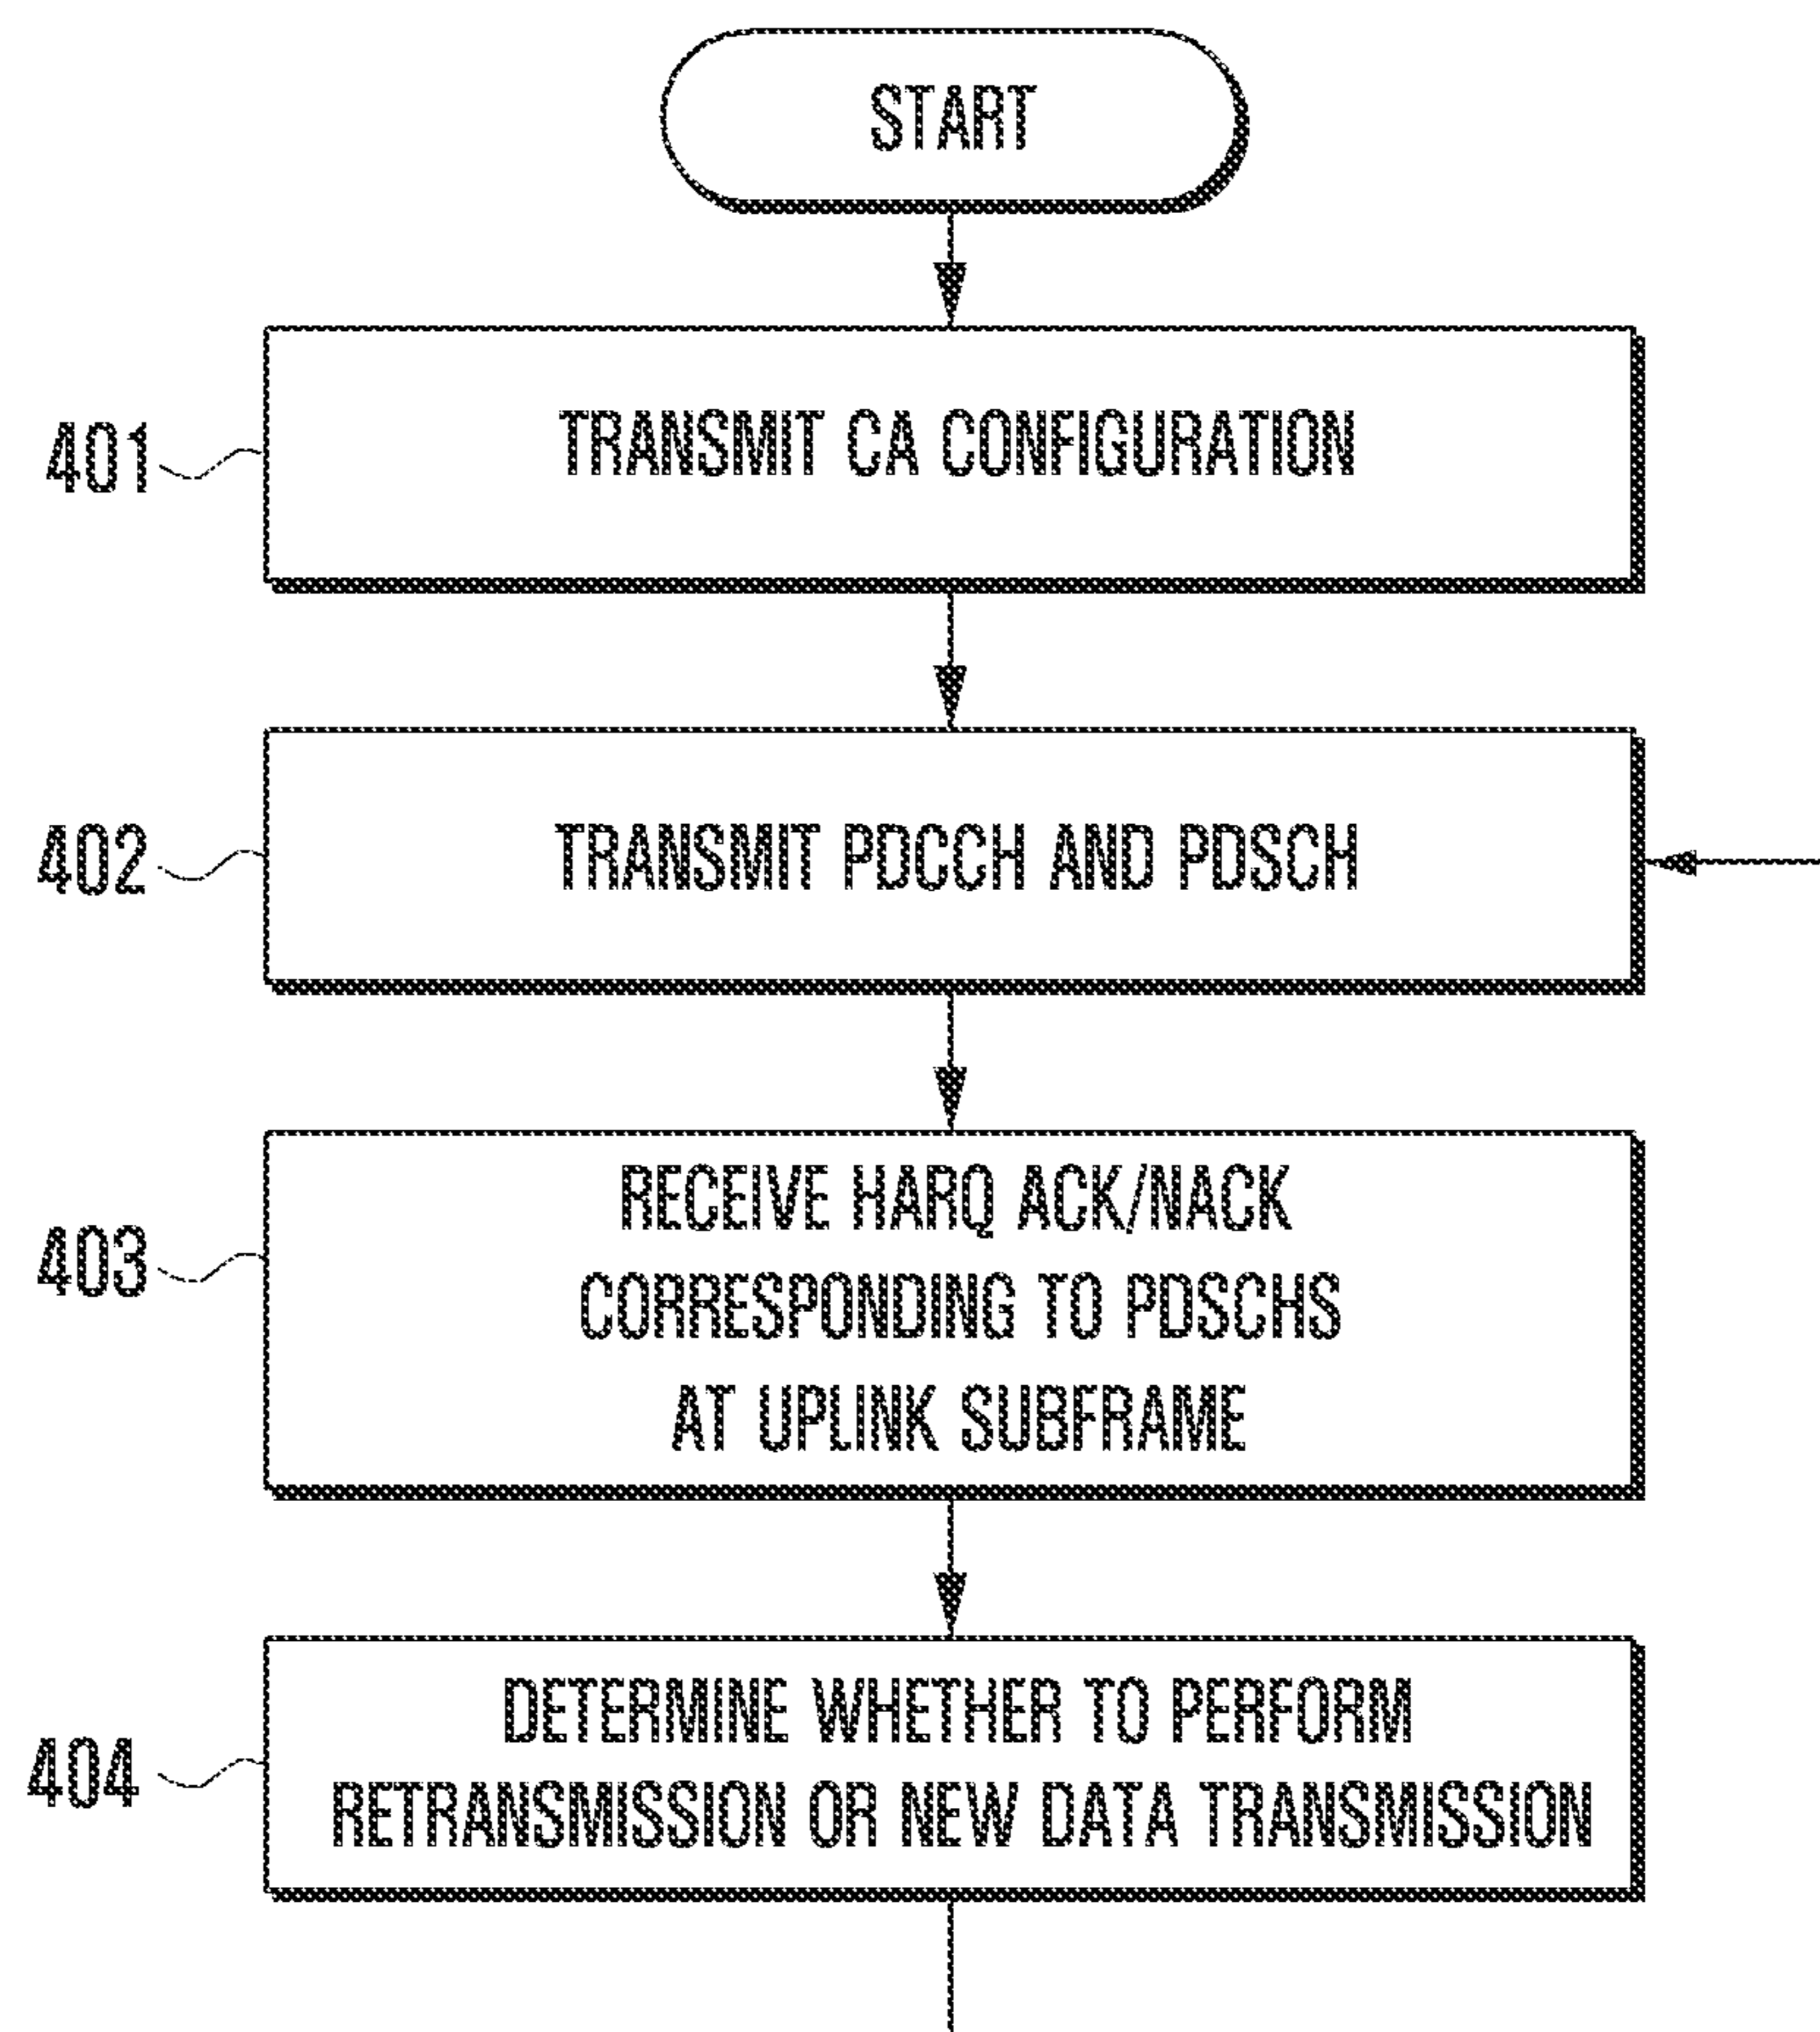 START
401
TRANSMIT CA CONFIGURATION
402
TRANSMIT PDCCH AND PDSCH
403
RECEIVE HARQ ACK/NACK
CORRESPONDING TO PDSCHS
AT UPLINK SUBFRAME
404
DETERMINE WHETHER TO PERFORM
RETRANSMISSION OR NEW DATA TRANSMISSION